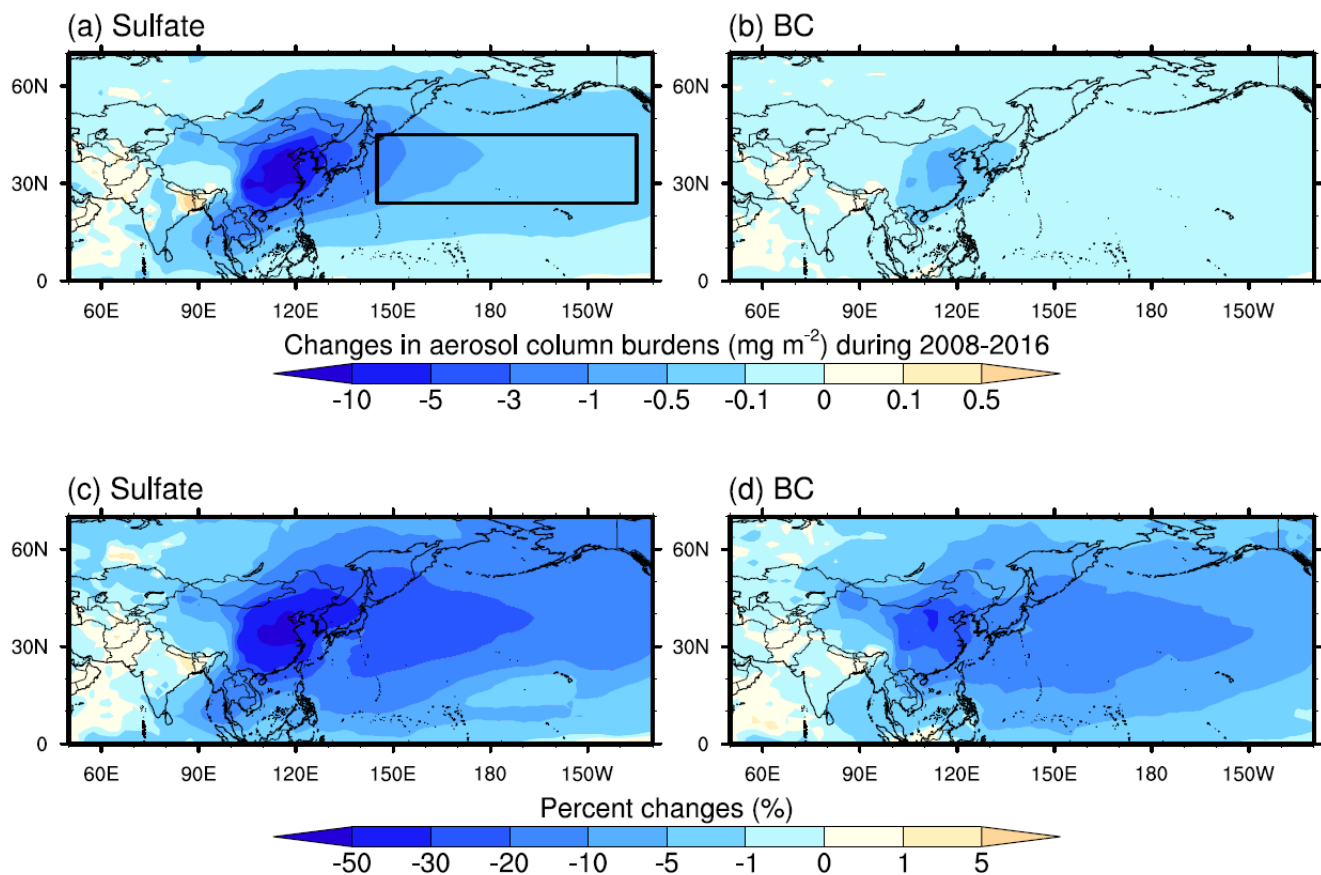 (a) Sulfate
(b) BC
60N
30N
0
60E 90E 120E 150E 180 150W
60N
30N
0
60E 90E 120E 150E 180 150W
Changes in aerosol column burdens (mg m⁻²) during 2008-2016
-10 -5 -3 -1 -0.5 -0.1 0 0.1 0.5
(c) Sulfate
(d) BC
60N
30N
0
60E 90E 120E 150E 180 150W
60N
30N
0
60E 90E 120E 150E 180 150W
Percent changes (%)
-50 -30 -20 -10 -5 -1 0 1 5